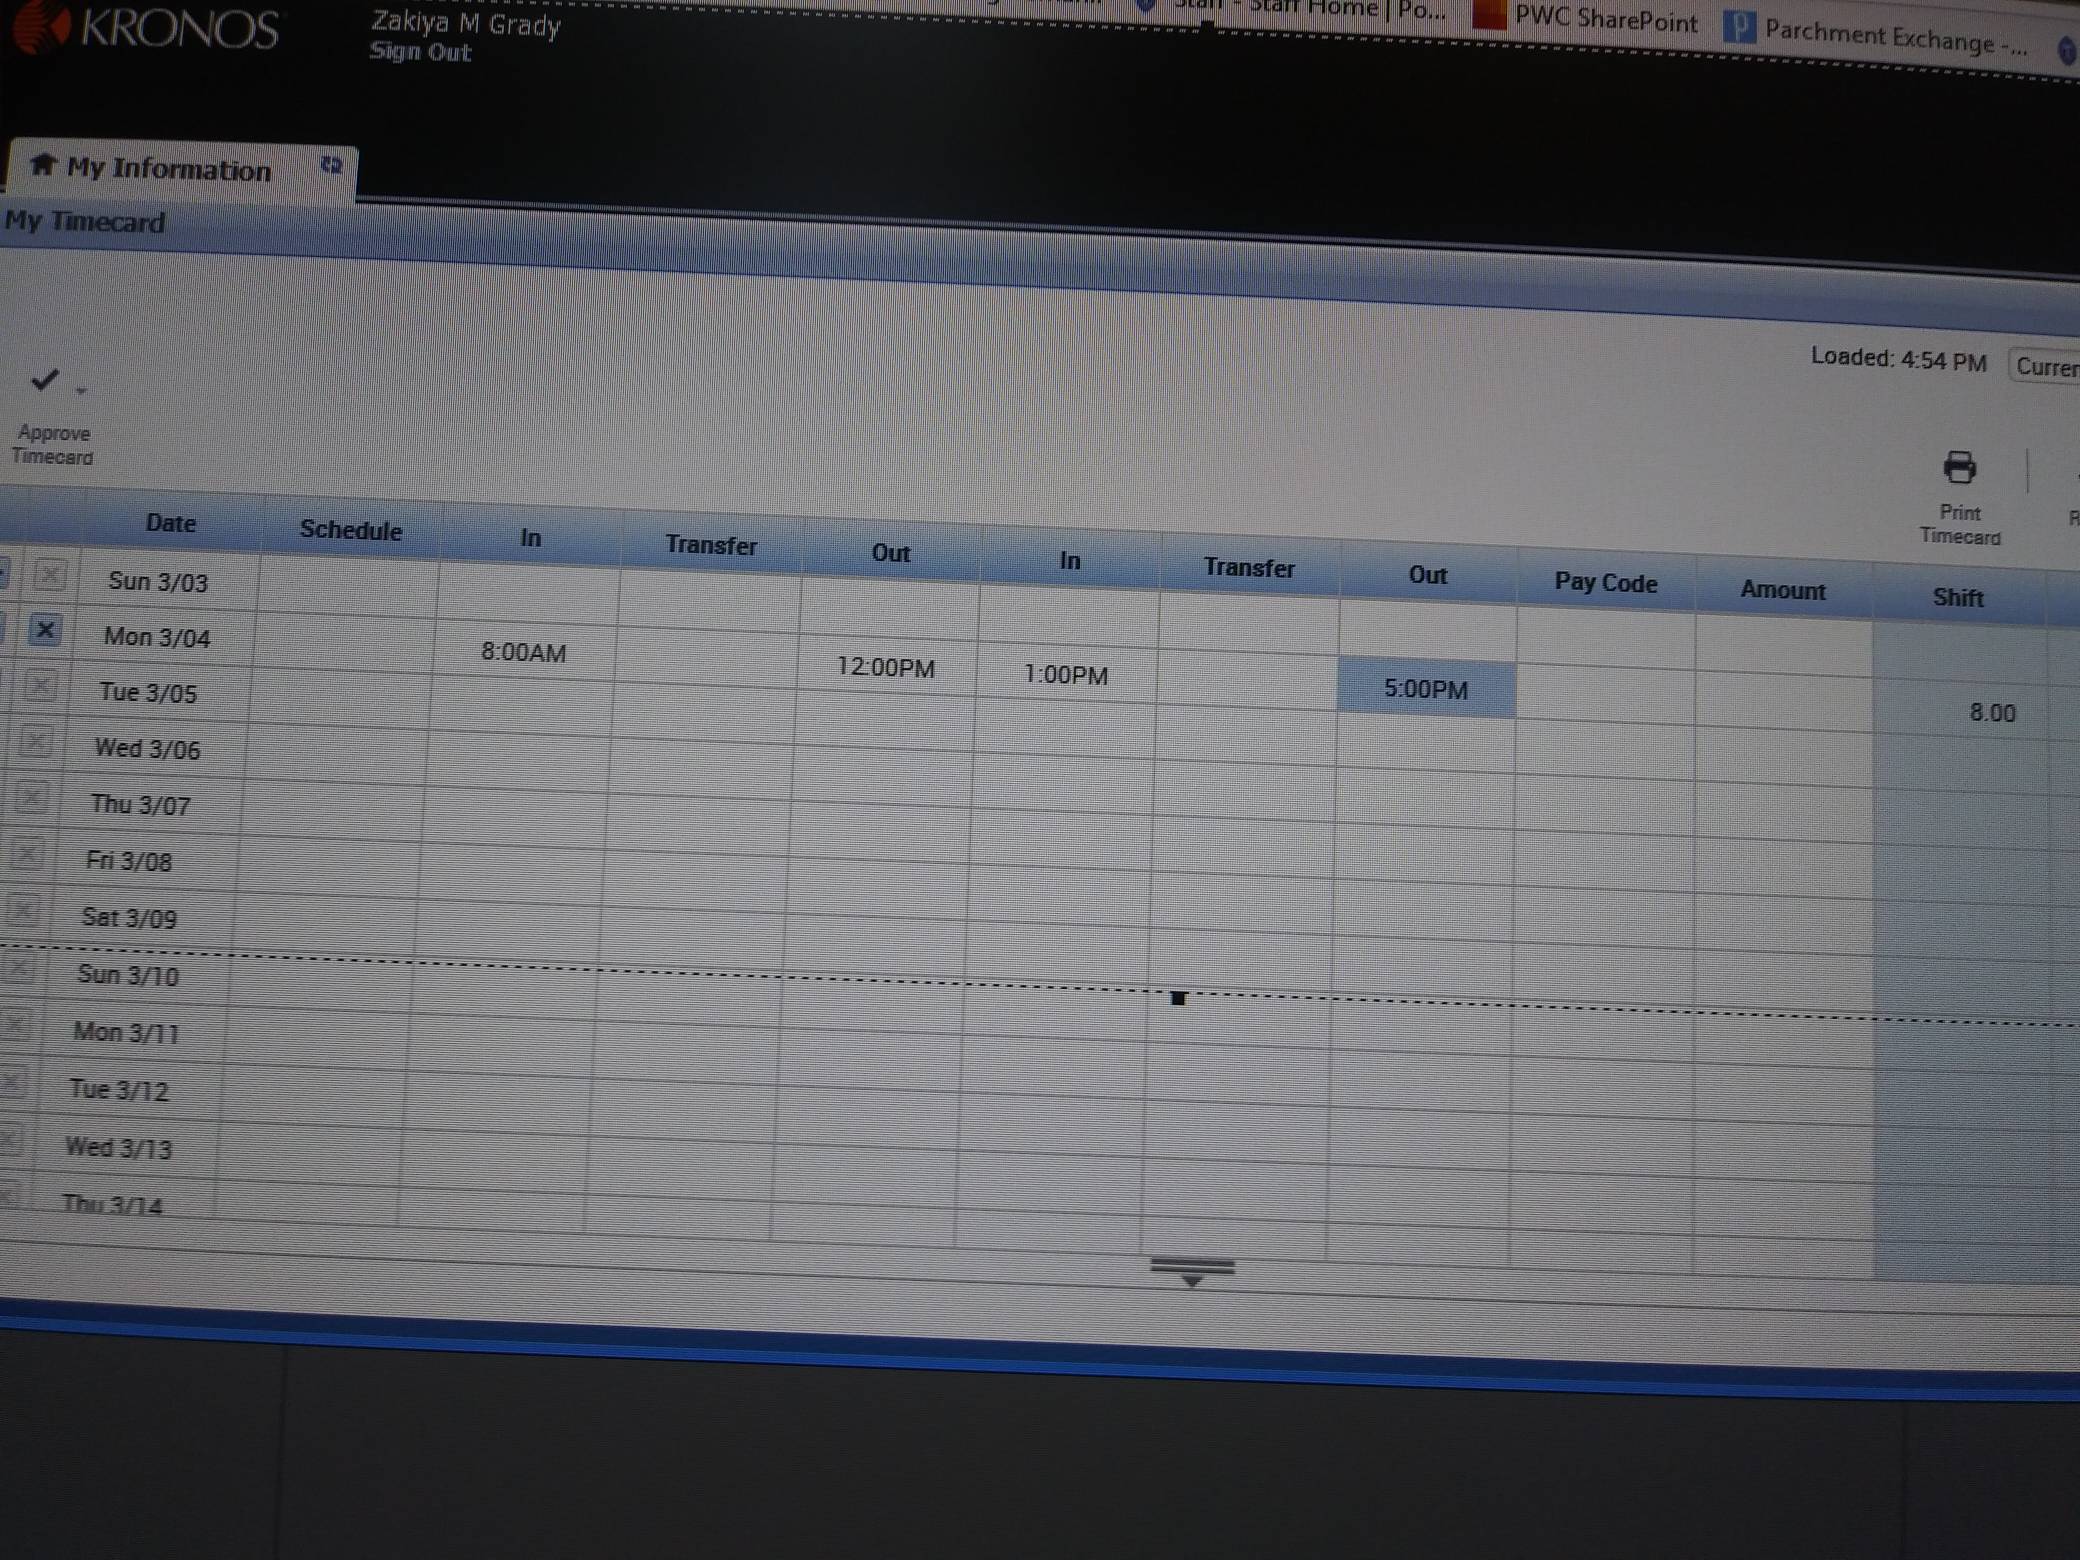 KRONOS
Zakiya M Grady
Sign Out
Staff - Staff Home | Po...
PWC SharePoint
Parchment Exchange -...
My Information
My Timecard
Loaded: 4:54 PM
Curren
Approve
Timecard
Print
Timecard
R
Date Schedule In Transfer Out In Transfer Out Pay Code Amount Shift
Sun 3/03
Mon 3/04 8:00AM 12:00PM 1:00PM 5:00PM 8.00
Tue 3/05
Wed 3/06
Thu 3/07
Fri 3/08
Sat 3/09
Sun 3/10
Mon 3/11
Tue 3/12
Wed 3/13
Thu 3/14